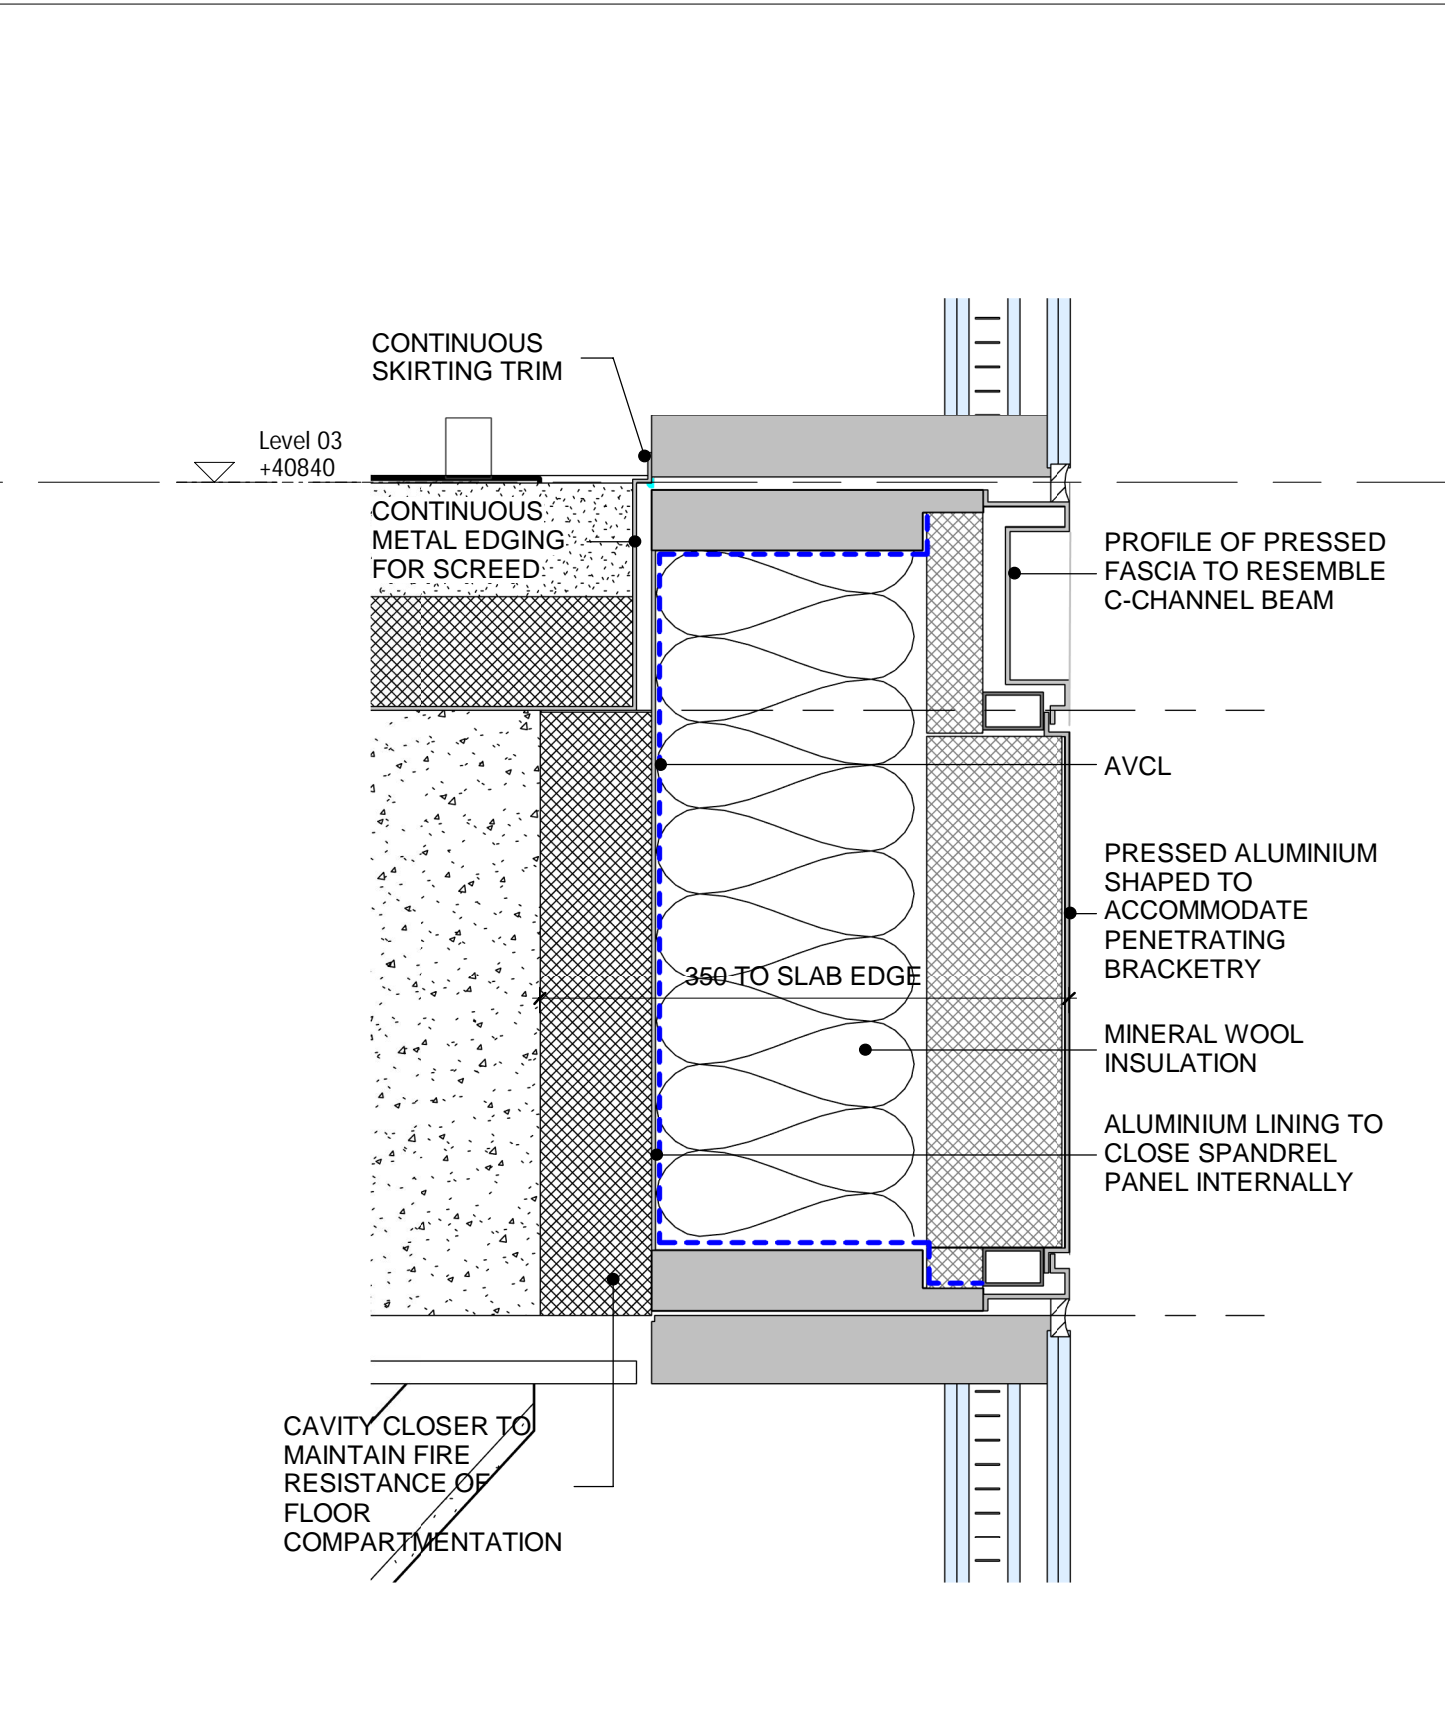 CONTINUOUS
SKIRTING TRIM
Level 03
+40840
CONTINUOUS
METAL EDGING
FOR SCREED
PROFILE OF PRESSED
FASCIA TO RESEMBLE
C-CHANNEL BEAM
AVCL
PRESSED ALUMINIUM
SHAPED TO
ACCOMMODATE
PENETRATING
BRACKETRY
350 TO SLAB EDGE
MINERAL WOOL
INSULATION
ALUMINIUM LINING TO
CLOSE SPANDREL
PANEL INTERNALLY
CAVITY CLOSER TO
MAINTAIN FIRE
RESISTANCE OF
FLOOR
COMPARTMENTATION